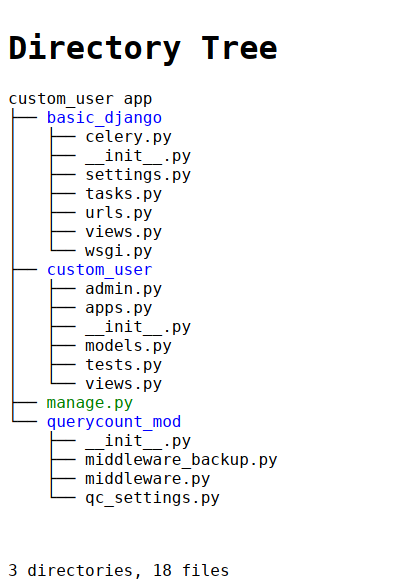 Directory Tree
custom_user app
├── basic_django
│   ├── celery.py
│   ├── __init__.py
│   ├── settings.py
│   ├── tasks.py
│   ├── urls.py
│   ├── views.py
│   └── wsgi.py
├── custom_user
│   ├── admin.py
│   ├── apps.py
│   ├── __init__.py
│   ├── models.py
│   ├── tests.py
│   └── views.py
├── manage.py
└── querycount_mod
    ├── __init__.py
    ├── middleware_backup.py
    ├── middleware.py
    └── qc_settings.py
3 directories, 18 files